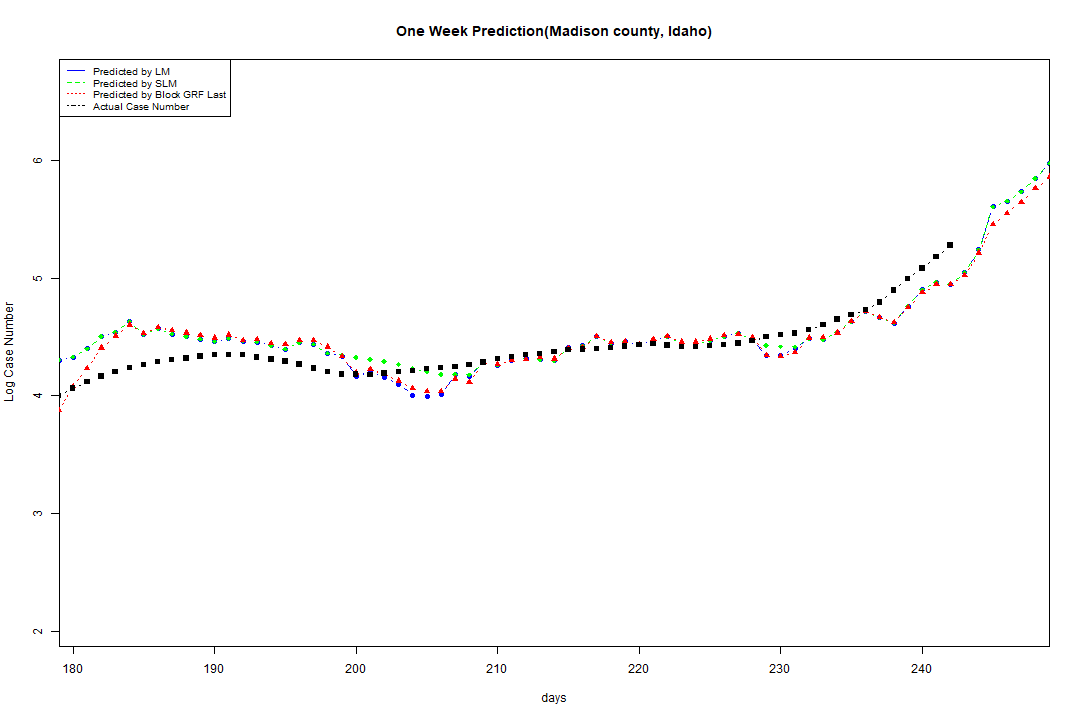 One Week Prediction(Madison county, Idaho)
Predicted by LM
Predicted by SLM
Predicted by Block GRF Last
Actual Case Number
6
5
4
3
2
Log Case Number
180 190 200 210 220 230 240
days